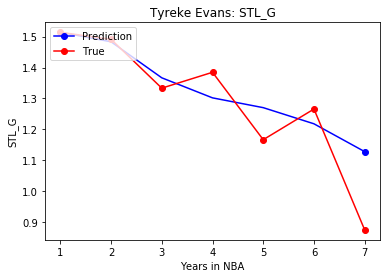 Tyreke Evans: STL_G
Prediction
True
STL_G
1.5
1.4
1.3
1.2
1.1
1.0
0.9
1 2 3 4 5 6 7
Years in NBA